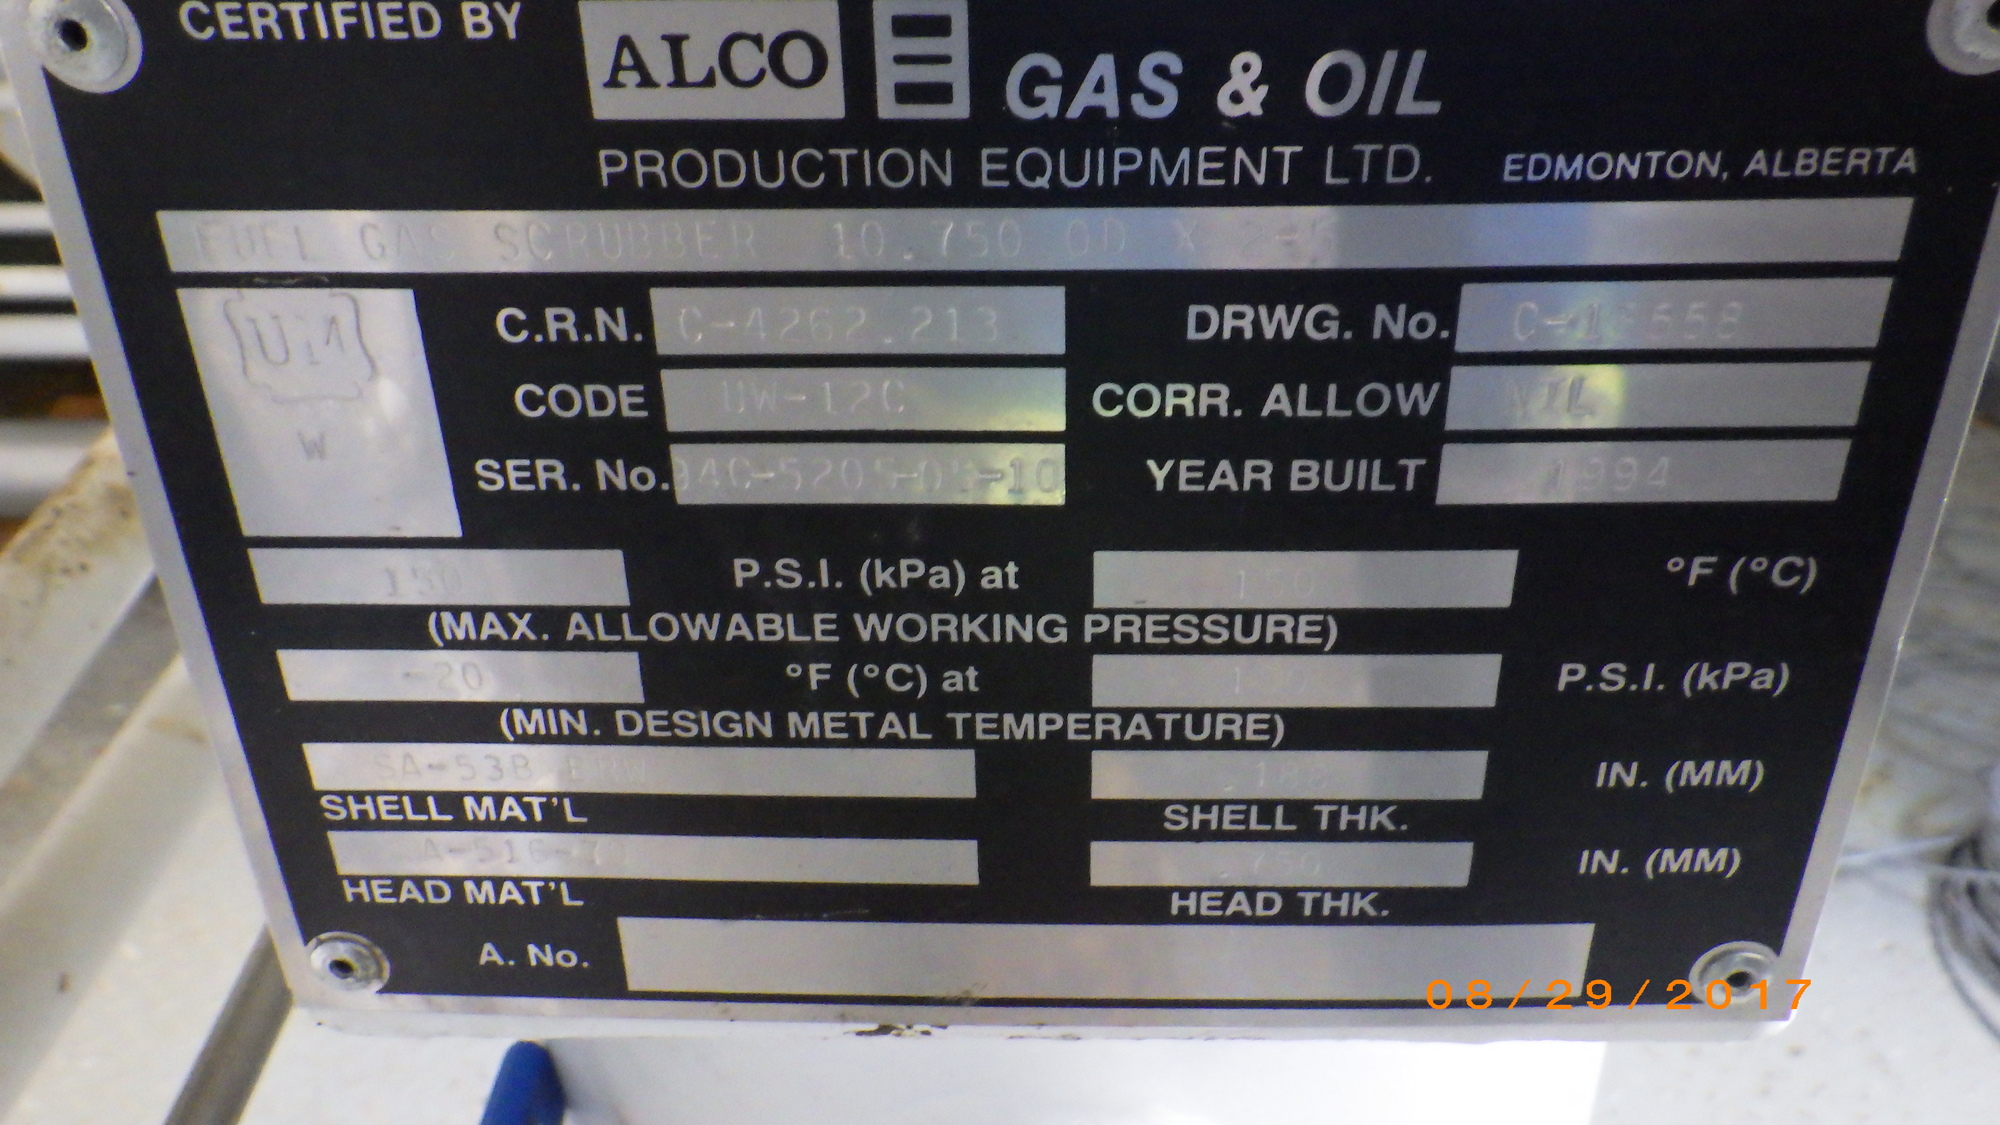 CERTIFIED BY ALCO GAS & OIL
PRODUCTION EQUIPMENT LTD. EDMONTON, ALBERTA
FUEL GAS SCRUBBER 10.750 OD X
UM
W
C.R.N. C-4262.213 DRWG. No.
CODE UW-12C CORR. ALLOW NIL
SER. No. YEAR BUILT 1994
150 P.S.I. (kPa) at 150 °F (°C)
(MAX. ALLOWABLE WORKING PRESSURE)
-20 °F (°C) at P.S.I. (kPa)
(MIN. DESIGN METAL TEMPERATURE)
SA-53B ERW .188 IN. (MM)
SHELL MAT'L SHELL THK.
IN. (MM)
HEAD MAT'L HEAD THK.
A. No.
08/29/2017